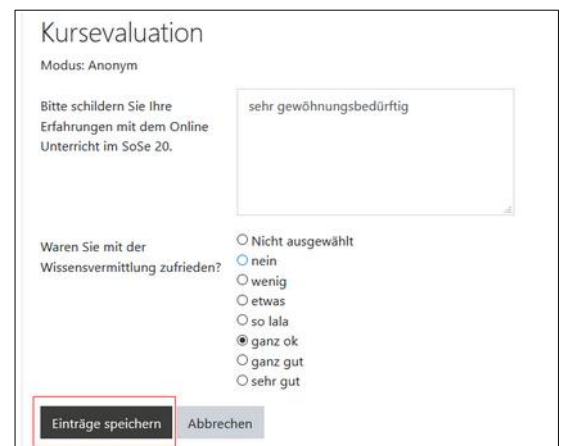 Kursevaluation
Modus: Anonym
Bitte schildern Sie Ihre
Erfahrungen mit dem Online
Unterricht im SoSe 20.
sehr gewöhnungsbedürftig
Waren Sie mit der
Wissensvermittlung zufrieden?
Nicht ausgewählt
nein
wenig
etwas
so lala
ganz ok
ganz gut
sehr gut
Einträge speichern Abbrechen